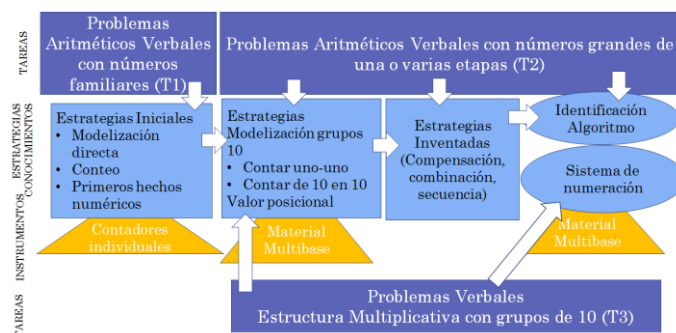 TAREAS
Problemas
Aritméticos Verbales
con números
familiares (T1)
Problemas Aritméticos Verbales con números grandes de
una o varias etapas (T2)
ESTRATEGIAS
CONOCIMIENTOS
Estrategias Iniciales
• Modelización
directa
• Conteo
• Primeros hechos
numéricos
Estrategias
Modelización grupos
10
• Contar uno-uno
• Contar de 10 en 10
Valor posicional
Estrategias
Inventadas
(Compensación,
combinación,
secuencia)
Identificación
Algoritmo
Sistema de
numeración
INSTRUMENTOS
Contadores
individuales
Material
Multibase
Material
Multibase
TAREAS
Problemas Verbales
Estructura Multiplicativa con grupos de 10 (T3)